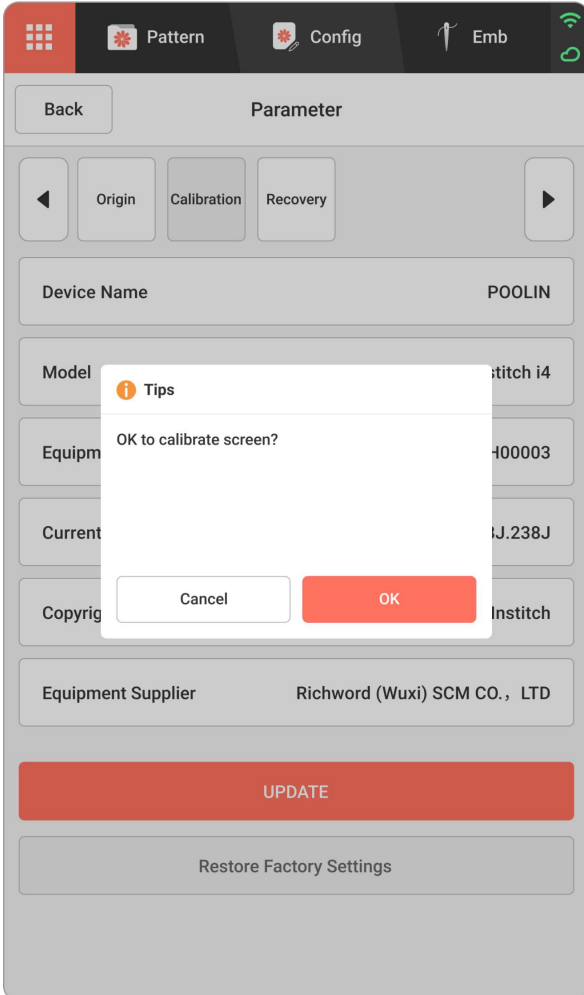 Pattern
Config
Emb
Back
Parameter
Origin
Calibration
Recovery
Device Name POOLIN
Model stitch i4
Tips
OK to calibrate screen?
Equipm H00003
Current J.238J
Cancel
OK
Copyrig Institch
Equipment Supplier Richword (Wuxi) SCM CO.，LTD
UPDATE
Restore Factory Settings